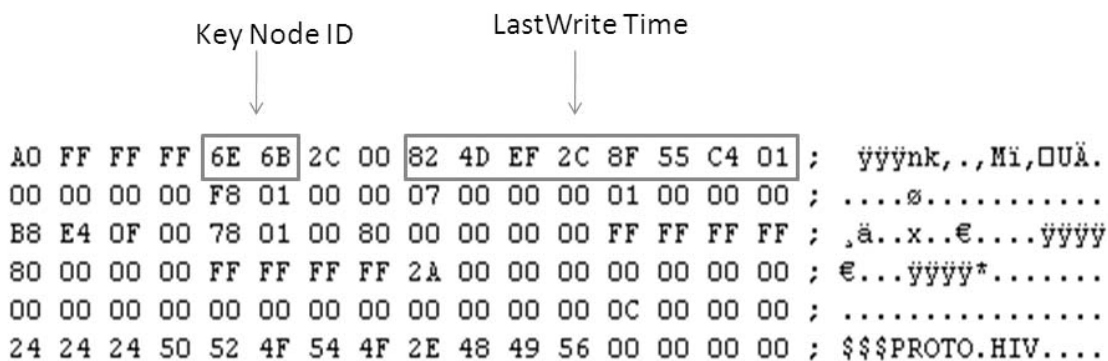 Key Node ID LastWrite Time
A0 FF FF FF 6E 6B 2C 00 82 4D EF 2C 8F 55 C4 01 ; ÿÿÿnk,.‚Mï,□UÄ.
00 00 00 00 F8 01 00 00 07 00 00 00 01 00 00 00 ; ....ø...........
B8 E4 0F 00 78 01 00 80 00 00 00 00 FF FF FF FF ; ¸ä..x..€....ÿÿÿÿ
80 00 00 00 FF FF FF FF 2A 00 00 00 00 00 00 00 ; €...ÿÿÿÿ*.......
00 00 00 00 00 00 00 00 00 00 00 00 0C 00 00 00 ; ................
24 24 24 50 52 4F 54 4F 2E 48 49 56 00 00 00 00 ; $$$PROTO.HIV....